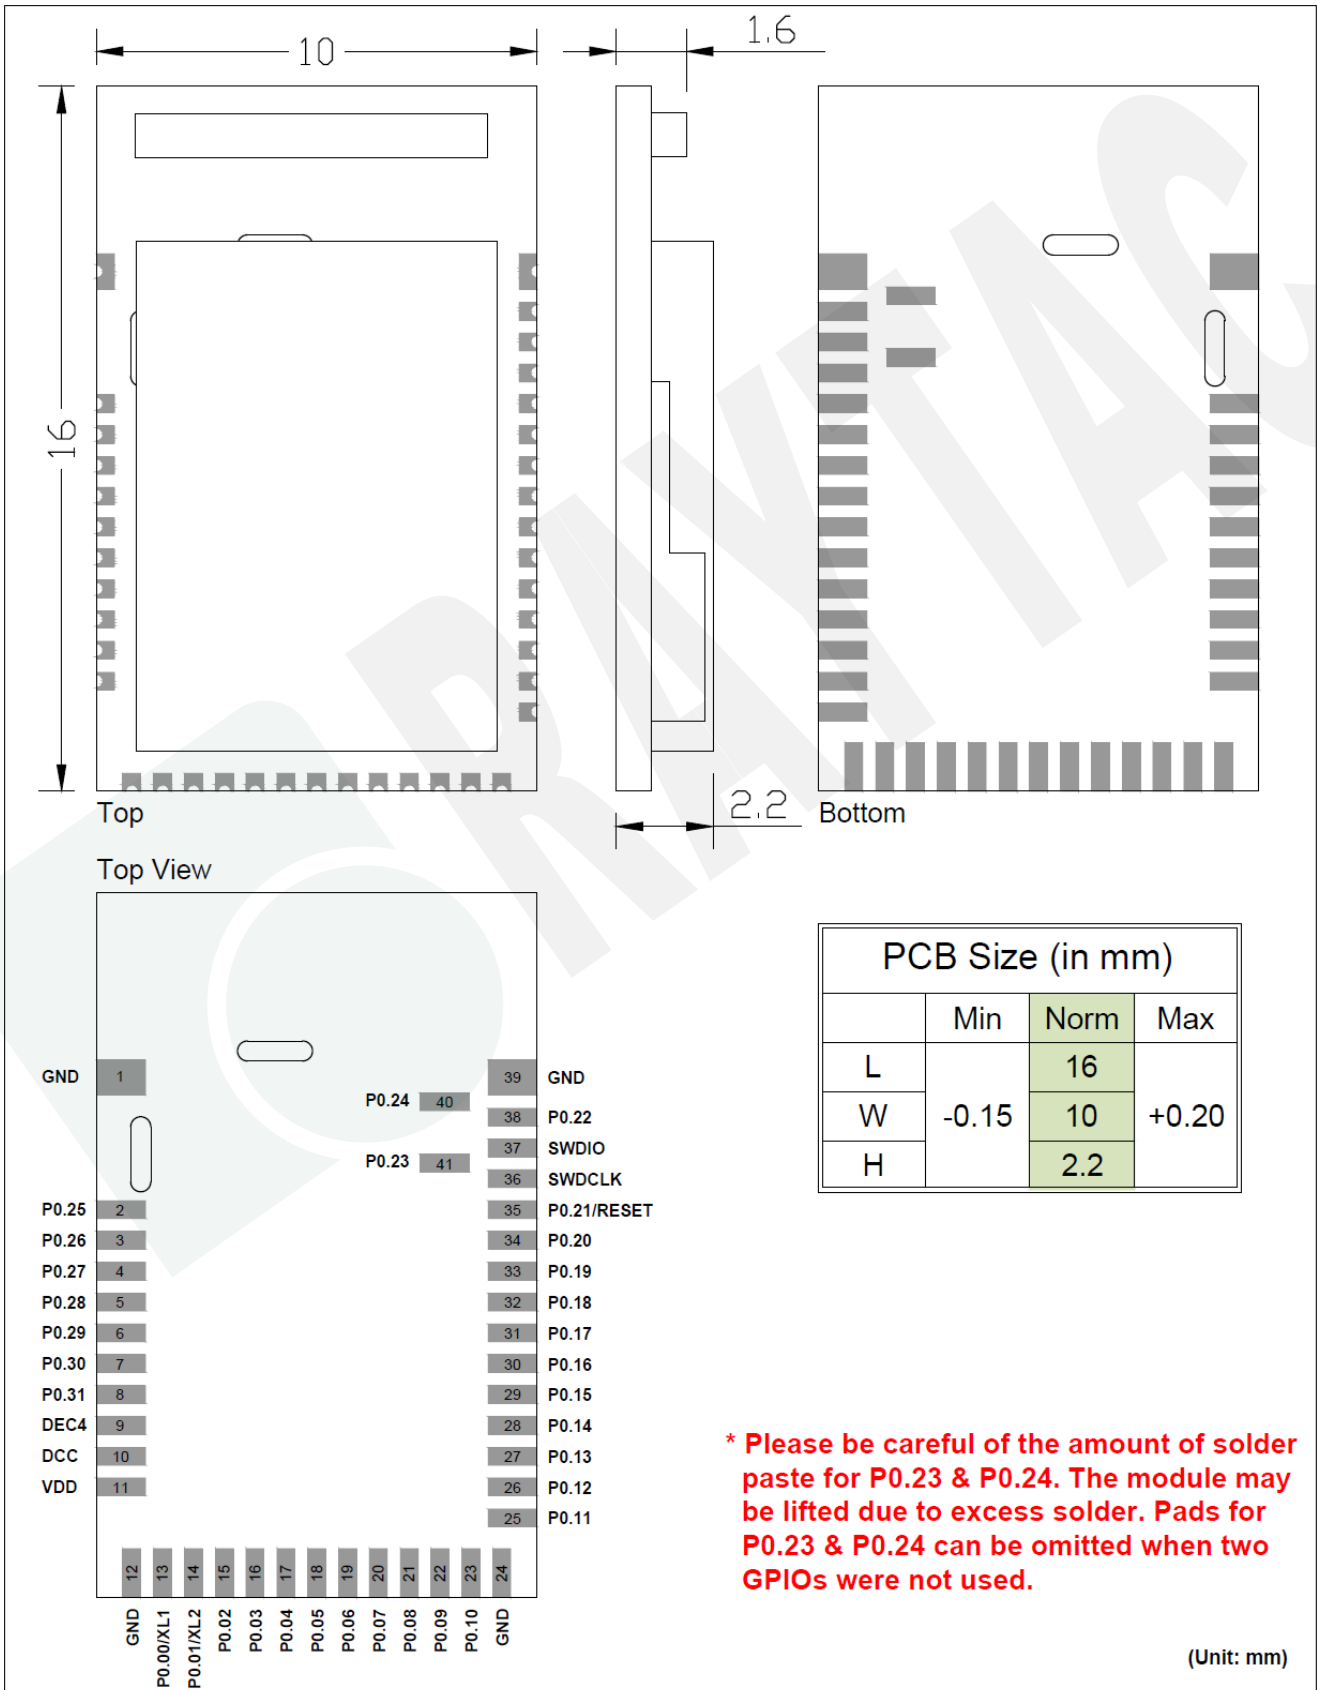 10
1.6
16
2.2
Top
Bottom
RAYTAC
Top View
GND 1
39 GND
P0.24 40
38 P0.22
37 SWDIO
P0.23 41
36 SWDCLK
P0.25 2
35 P0.21/RESET
P0.26 3
34 P0.20
P0.27 4
33 P0.19
P0.28 5
32 P0.18
P0.29 6
31 P0.17
P0.30 7
30 P0.16
P0.31 8
29 P0.15
DEC4 9
28 P0.14
DCC 10
27 P0.13
VDD 11
26 P0.12
25 P0.11
12 13 14 15 16 17 18 19 20 21 22 23 24
GND P0.00/XL1 P0.01/XL2 P0.02 P0.03 P0.04 P0.05 P0.06 P0.07 P0.08 P0.09 P0.10 GND
PCB Size (in mm)
Min Norm Max
L 16
W -0.15 10 +0.20
H 2.2
* Please be careful of the amount of solder
paste for P0.23 & P0.24. The module may
be lifted due to excess solder. Pads for
P0.23 & P0.24 can be omitted when two
GPIOs were not used.
(Unit: mm)